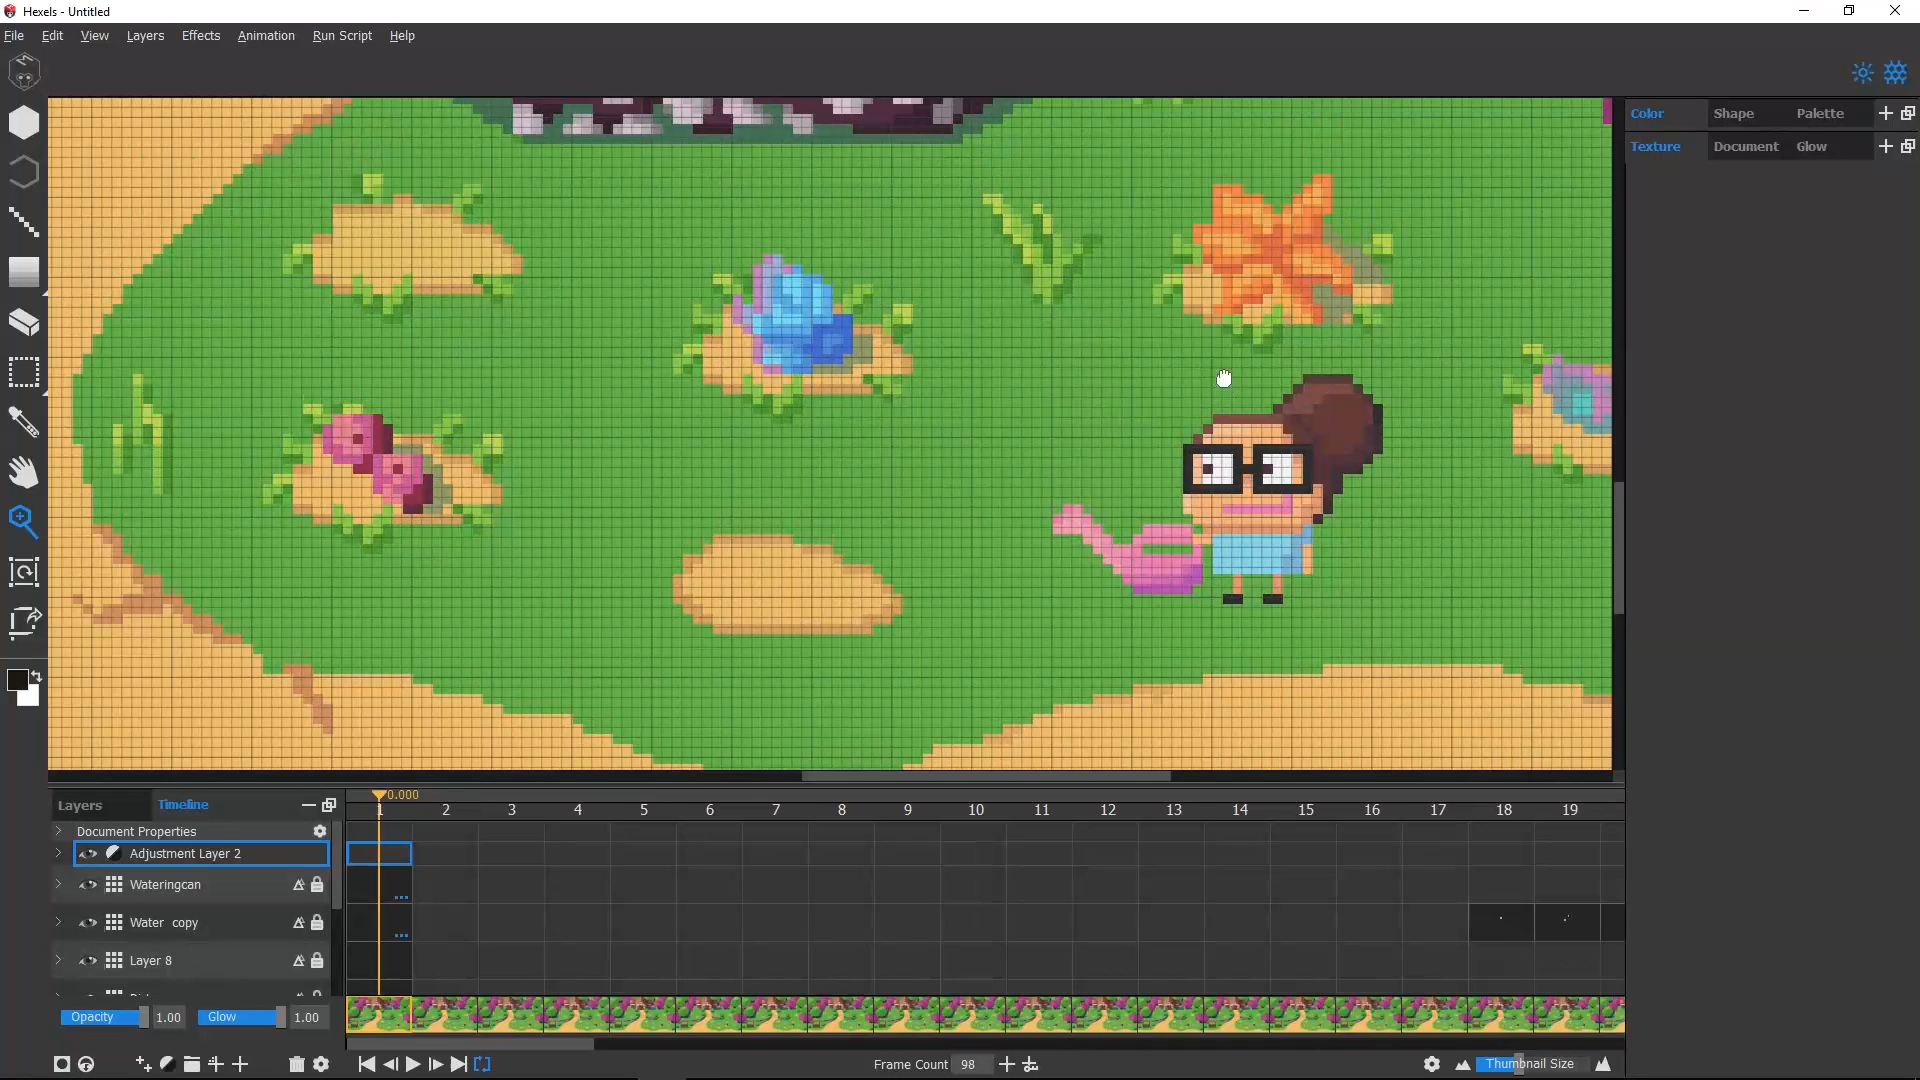 Hexels - Untitled
File Edit View Layers Effects Animation Run Script Help
Color Shape Palette
Texture Document Glow
Layers Timeline
0.000
1 2 3 4 5 6 7 8 9 10 11 12 13 14 15 16 17 18 19
Document Properties
Adjustment Layer 2
Wateringcan
Water copy
Layer 8
Opacity 1.00 Glow 1.00
Frame Count 98
Thumbnail Size